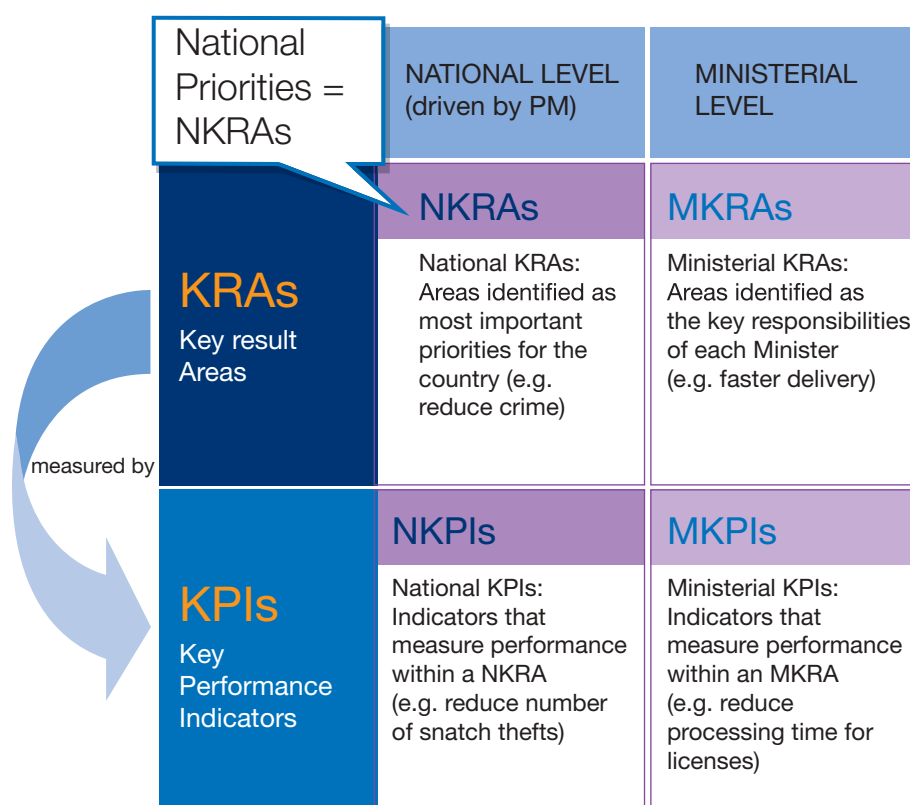 National
Priorities =
NKRAs
NATIONAL LEVEL
(driven by PM)
MINISTERIAL
LEVEL
KRAs
Key result
Areas
NKRAs
National KRAs:
Areas identified as
most important
priorities for the
country (e.g.
reduce crime)
MKRAs
Ministerial KRAs:
Areas identified as
the key responsibilities
of each Minister
(e.g. faster delivery)
measured by
KPIs
Key
Performance
Indicators
NKPIs
National KPIs:
Indicators that
measure performance
within a NKRA
(e.g. reduce number
of snatch thefts)
MKPIs
Ministerial KPIs:
Indicators that
measure performance
within an MKRA
(e.g. reduce
processing time for
licenses)